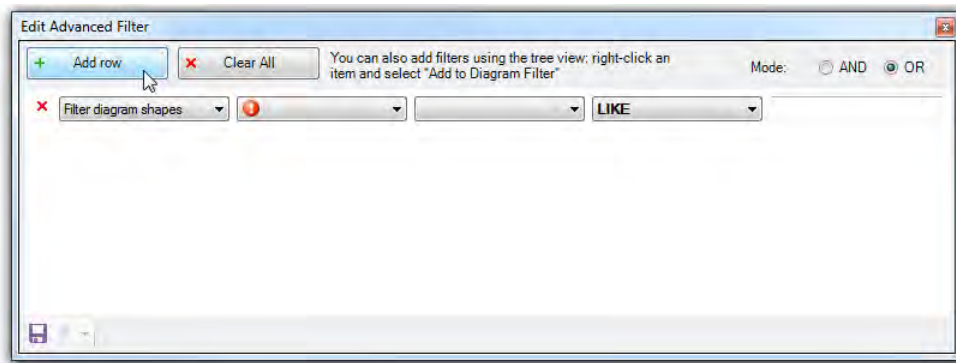 Edit Advanced Filter
Add row
Clear All
You can also add filters using the tree view: right-click an
item and select "Add to Diagram Filter"
Mode:
AND
OR
Filter diagram shapes
LIKE